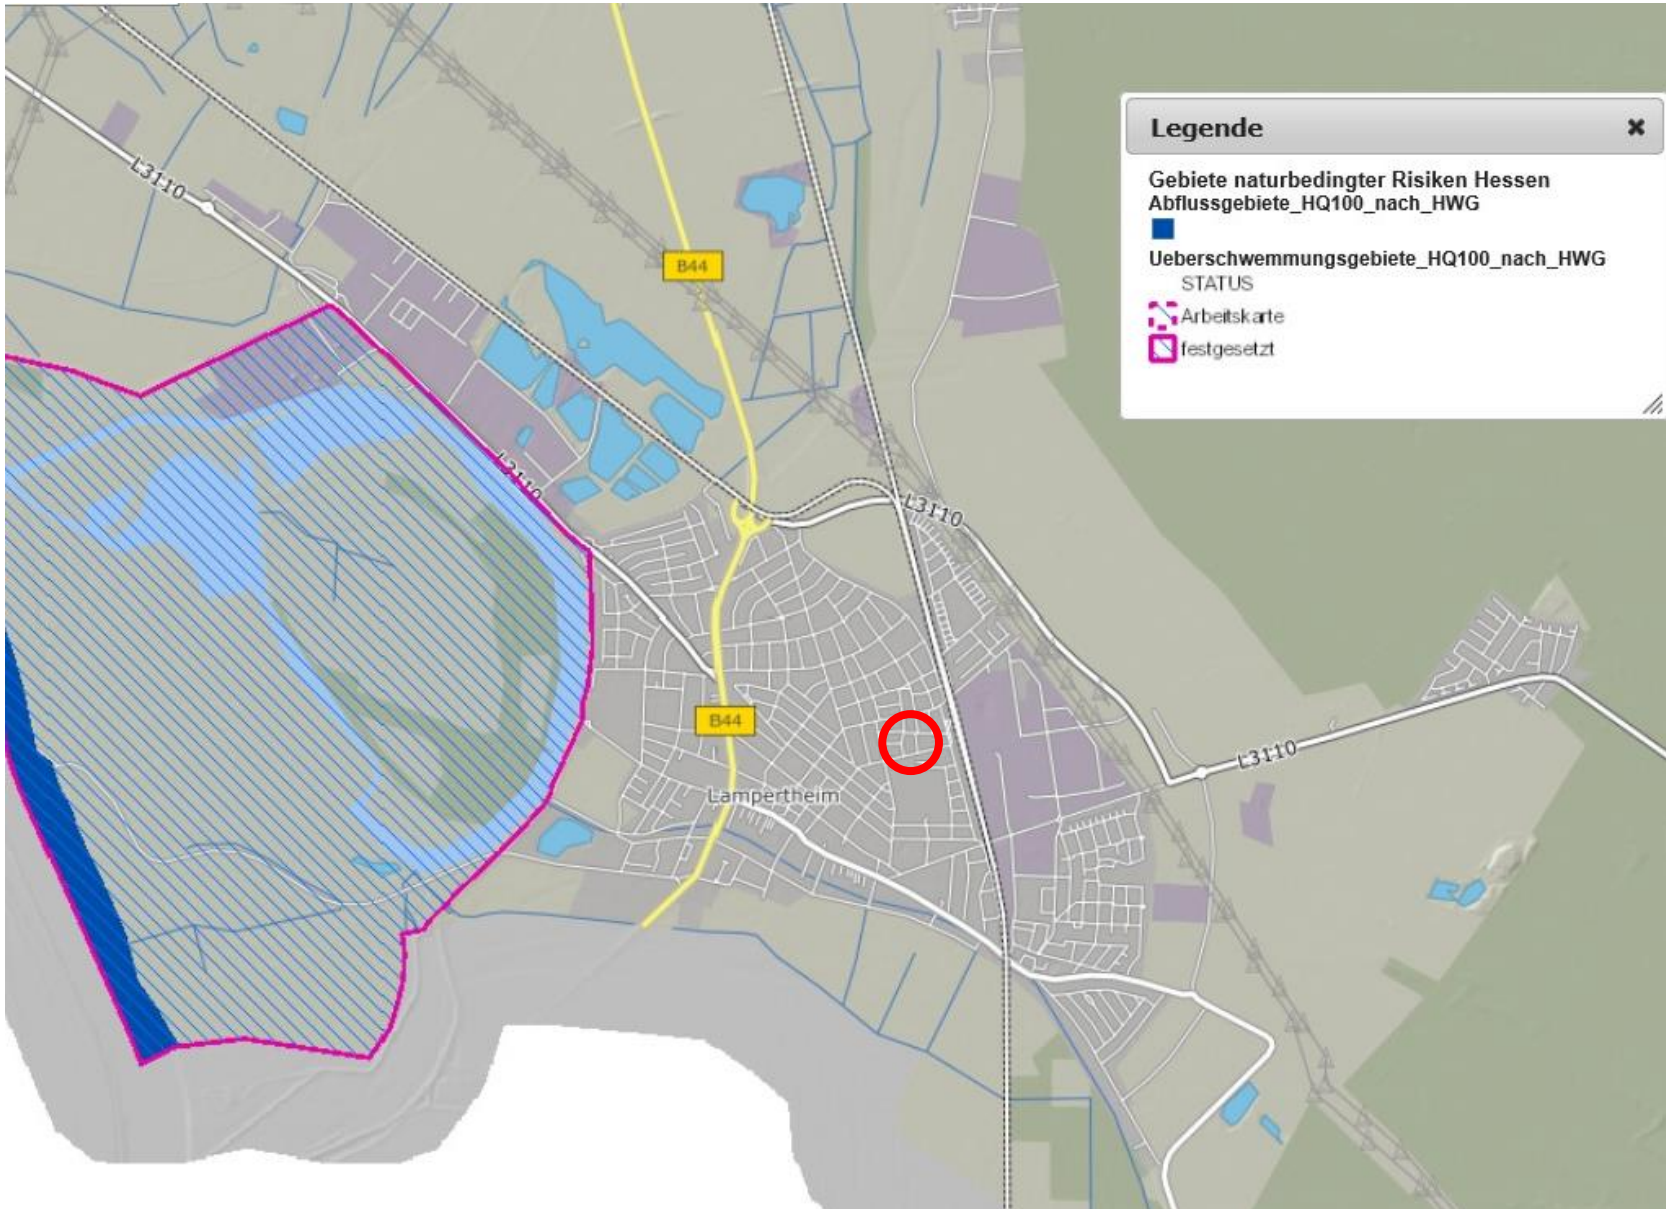 Legende
Gebiete naturbedingter Risiken Hessen
Abflussgebiete_HQ100_nach_HWG
Ueberschwemmungsgebiete_HQ100_nach_HWG
STATUS
Arbeitskarte
festgesetzt
L3110
B44
L3110
L3110
B44
L3110
Lampertheim